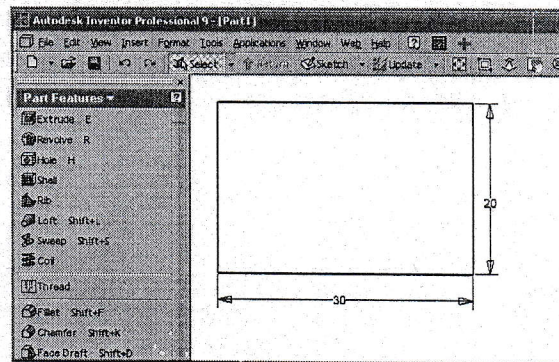 Autodesk Inventor Professional 9 - [Part1]
File Edit View Insert Format Tools Applications Window Web Help
Select Return Sketch Update
Part Features
Extrude E
Revolve R
Hole H
Shell
Rib
Loft Shift+L
Sweep Shift+S
Coil
Thread
Fillet Shift+F
Chamfer Shift+K
Face Draft Shift+D
20
30